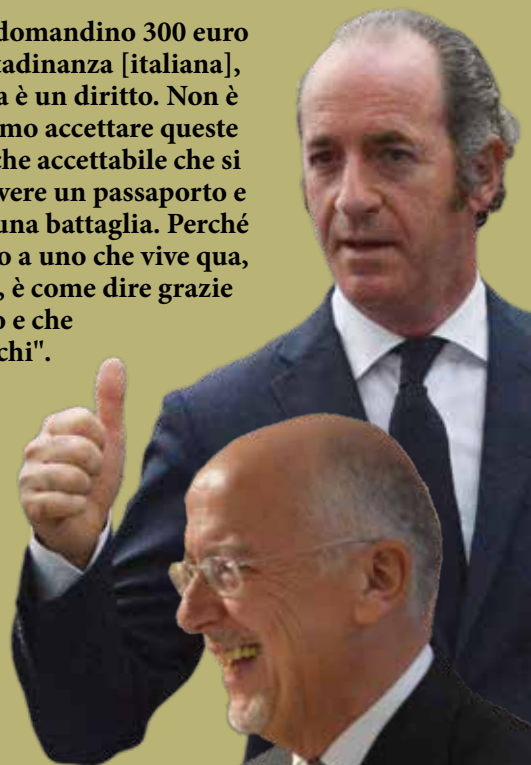 domandino 300 euro
tadinanza [italiana],
a è un diritto. Non è
mo accettare queste
che accettabile che si
vere un passaporto e
una battaglia. Perché
o a uno che vive qua,
, è come dire grazie
o e che
chi".